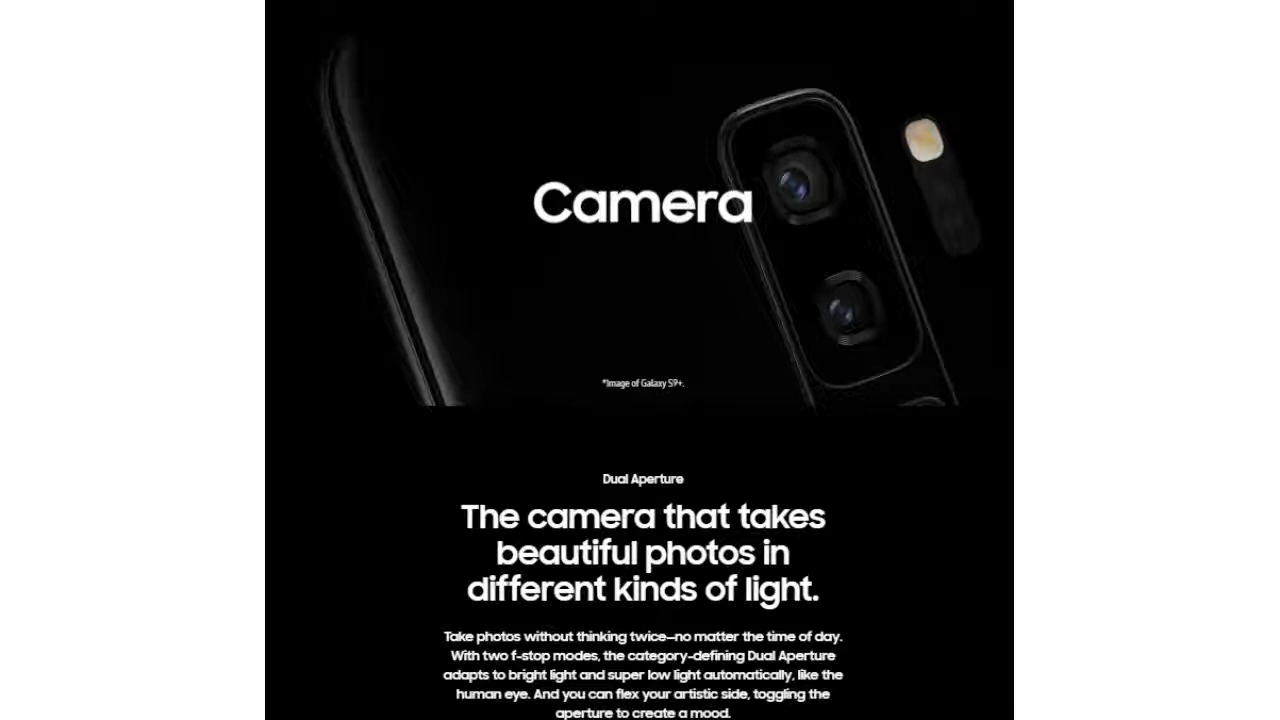 Camera
*Image of Galaxy S9+.
Dual Aperture
The camera that takes
beautiful photos in
different kinds of light.
Take photos without thinking twice—no matter the time of day.
With two f-stop modes, the category-defining Dual Aperture
adapts to bright light and super low light automatically, like the
human eye. And you can flex your artistic side, toggling the
aperture to create a mood.